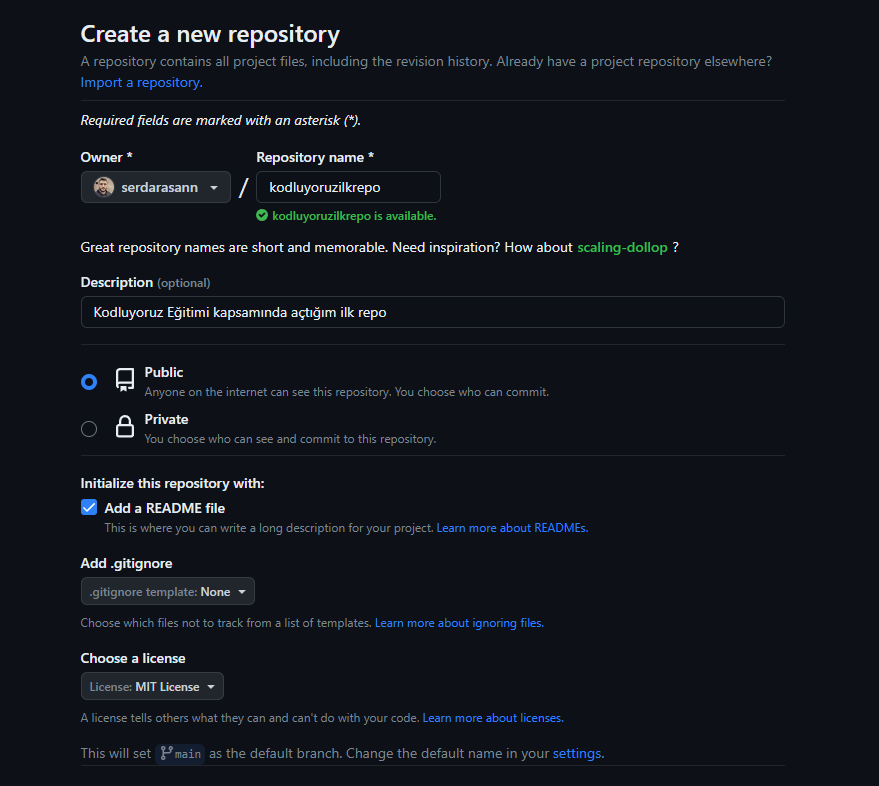 Create a new repository
A repository contains all project files, including the revision history. Already have a project repository elsewhere?
Import a repository.
Required fields are marked with an asterisk (*).
Owner *
Repository name *
serdarasann
/
kodluyoruzilkrepo
kodluyoruzilkrepo is available.
Great repository names are short and memorable. Need inspiration? How about scaling-dollop ?
Description (optional)
Kodluyoruz Eğitimi kapsamında açtığım ilk repo
Public
Anyone on the internet can see this repository. You choose who can commit.
Private
You choose who can see and commit to this repository.
Initialize this repository with:
Add a README file
This is where you can write a long description for your project. Learn more about READMEs.
Add .gitignore
.gitignore template: None
Choose which files not to track from a list of templates. Learn more about ignoring files.
Choose a license
License: MIT License
A license tells others what they can and can't do with your code. Learn more about licenses.
This will set main as the default branch. Change the default name in your settings.